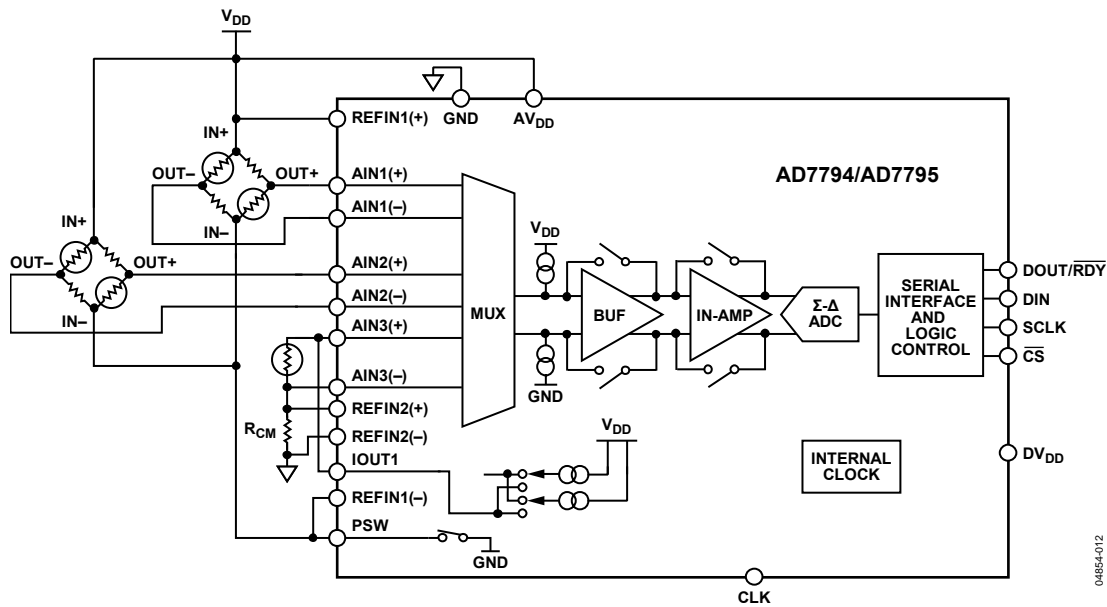 VDD
GND
AVDD
REFIN1(+)
IN+
OUT–
OUT+
IN–
AIN1(+)
AIN1(–)
AD7794/AD7795
IN+
OUT–
OUT+
IN–
AIN2(+)
AIN2(–)
AIN3(+)
AIN3(–)
REFIN2(+)
RCM
REFIN2(–)
IOUT1
REFIN1(–)
PSW
GND
MUX
VDD
GND
BUF
IN-AMP
Σ-Δ
ADC
SERIAL
INTERFACE
AND
LOGIC
CONTROL
DOUT/RDY
DIN
SCLK
CS
VDD
INTERNAL
CLOCK
DVDD
CLK
04854-012